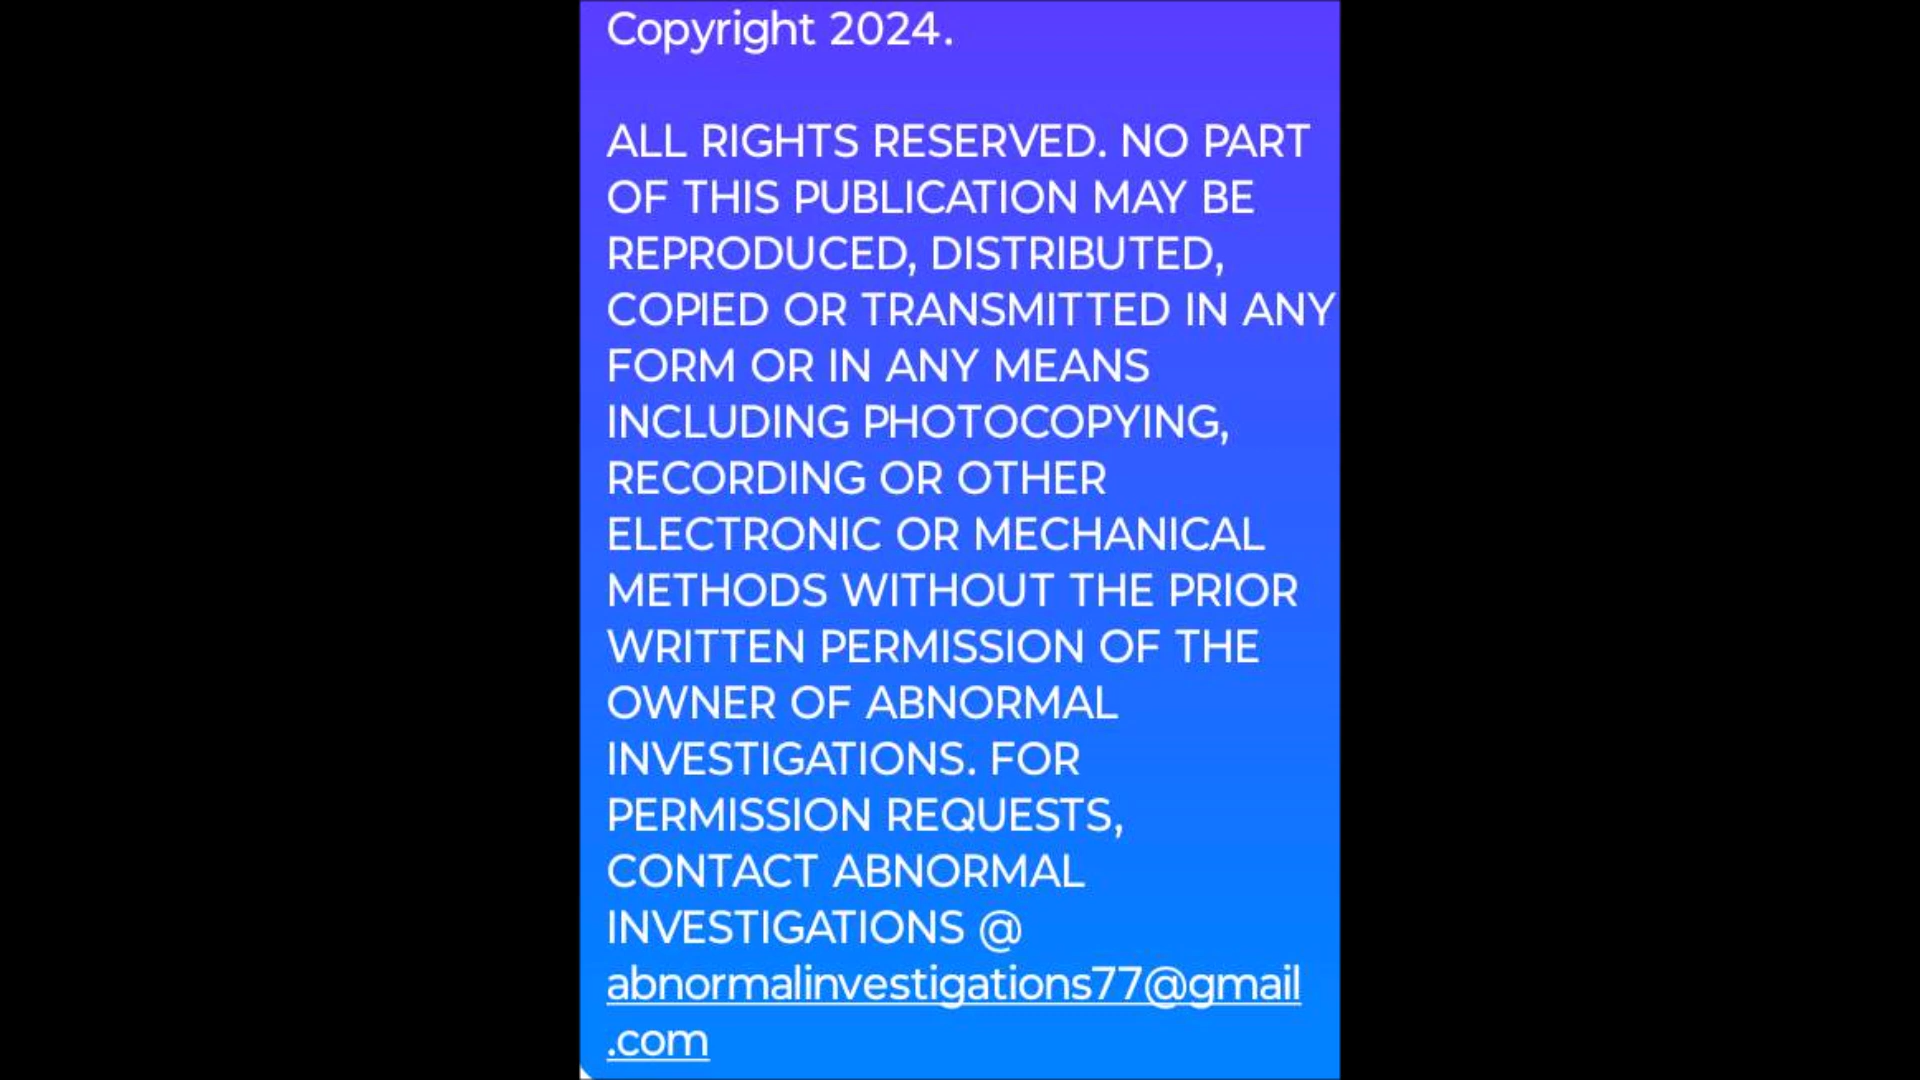 Copyright 2024.
ALL RIGHTS RESERVED. NO PART
OF THIS PUBLICATION MAY BE
REPRODUCED, DISTRIBUTED,
COPIED OR TRANSMITTED IN ANY
FORM OR IN ANY MEANS
INCLUDING PHOTOCOPYING,
RECORDING OR OTHER
ELECTRONIC OR MECHANICAL
METHODS WITHOUT THE PRIOR
WRITTEN PERMISSION OF THE
OWNER OF ABNORMAL
INVESTIGATIONS. FOR
PERMISSION REQUESTS,
CONTACT ABNORMAL
INVESTIGATIONS @
abnormalinvestigations77@gmail
.com